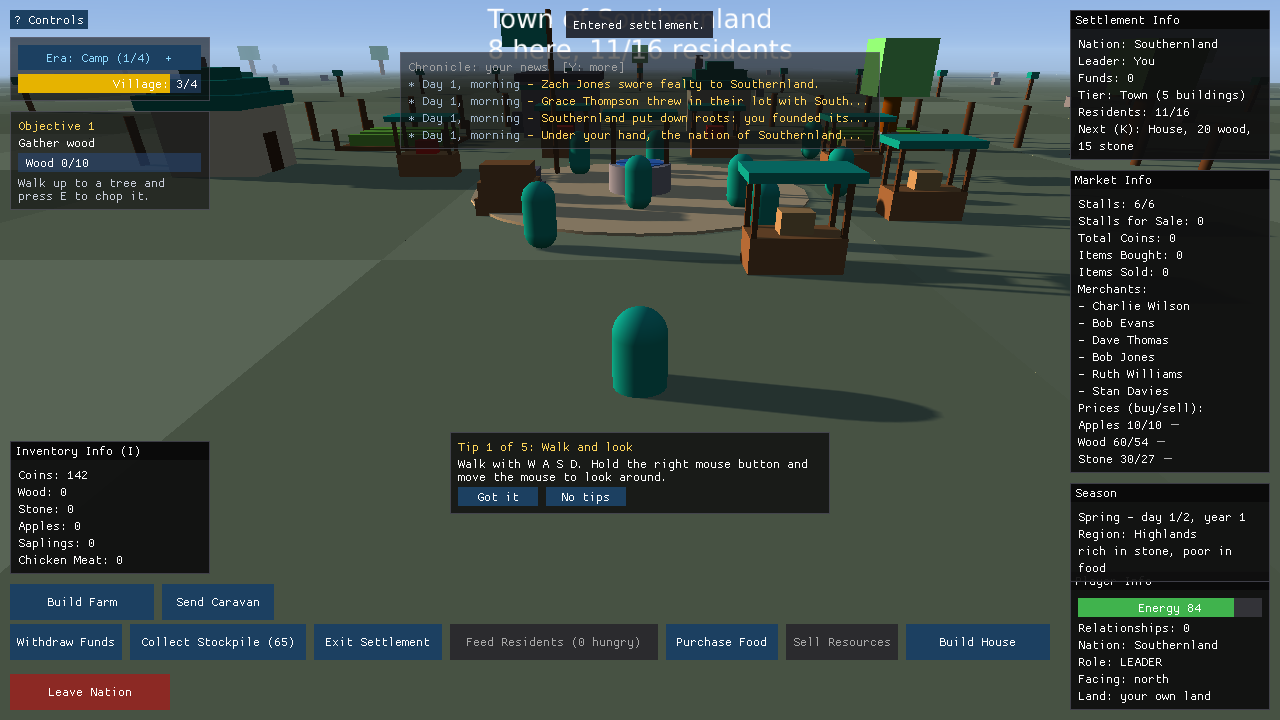 ? Controls
Era: Camp (1/4)  +
Village: 3/4
Objective 1
Gather wood
Wood 0/10
Walk up to a tree and
press E to chop it.
Town of Southernland
8 here, 11/16 residents
Entered settlement.
Chronicle: your news  [Y: more]
* Day 1, morning - Zach Jones swore fealty to Southernland.
* Day 1, morning - Grace Thompson threw in their lot with South...
* Day 1, morning - Southernland put down roots: you founded its...
* Day 1, morning - Under your hand, the nation of Southernland...
Settlement Info
Nation: Southernland
Leader: You
Funds: 0
Tier: Town (5 buildings)
Residents: 11/16
Next (K): House, 20 wood,
15 stone
Market Info
Stalls: 6/6
Stalls for Sale: 0
Total Coins: 0
Items Bought: 0
Items Sold: 0
Merchants:
- Charlie Wilson
- Bob Evans
- Dave Thomas
- Bob Jones
- Ruth Williams
- Stan Davies
Prices (buy/sell):
Apples 10/10 —
Wood 60/54 —
Stone 30/27 —
Season
Spring - day 1/2, year 1
Region: Highlands
rich in stone, poor in
food
Player Info
Energy 84
Relationships: 0
Nation: Southernland
Role: LEADER
Facing: north
Land: your own land
Tip 1 of 5: Walk and look
Walk with W A S D. Hold the right mouse button and
move the mouse to look around.
Got it
No tips
Inventory Info (I)
Coins: 142
Wood: 0
Stone: 0
Apples: 0
Saplings: 0
Chicken Meat: 0
Build Farm
Send Caravan
Withdraw Funds
Collect Stockpile (65)
Exit Settlement
Feed Residents (0 hungry)
Purchase Food
Sell Resources
Build House
Leave Nation